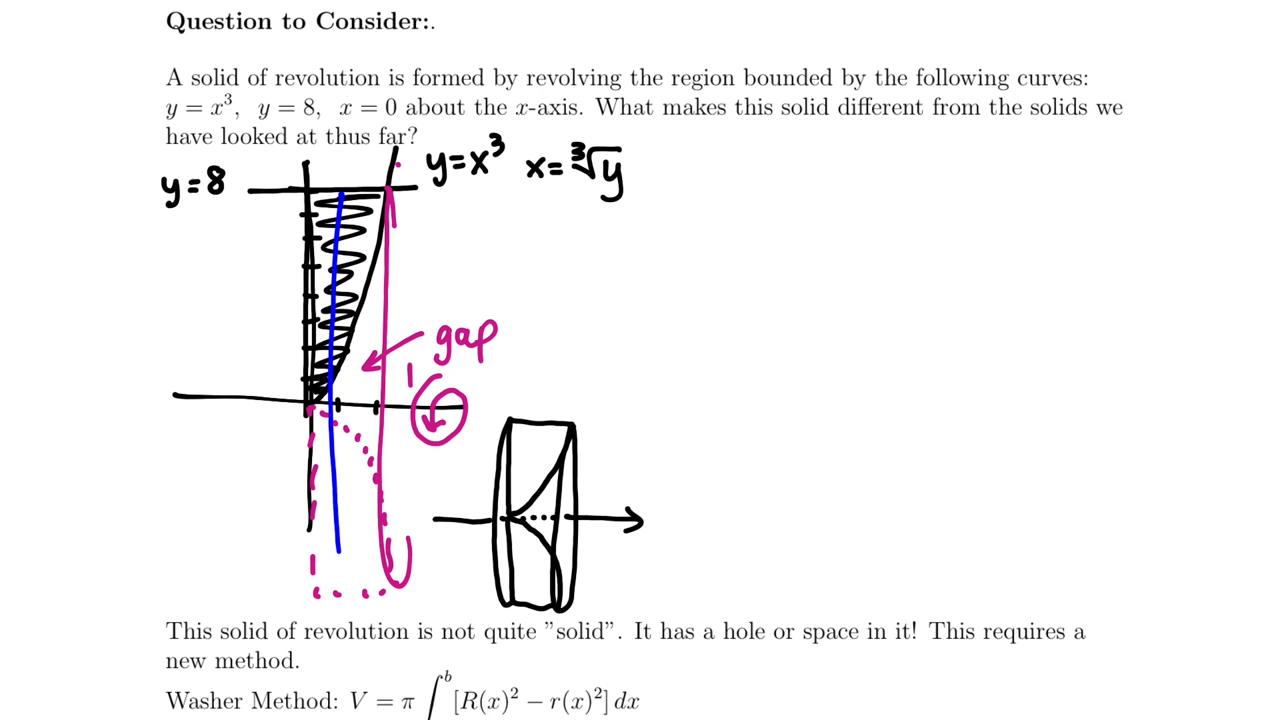 Question to Consider:.
A solid of revolution is formed by revolving the region bounded by the following curves:
y = x³, y = 8, x = 0 about the x-axis. What makes this solid different from the solids we
have looked at thus far?
y=x³ x=∛y
y=8
gap
This solid of revolution is not quite ”solid”. It has a hole or space in it! This requires a
new method.
Washer Method: V = π ∫ᵇ [R(x)² − r(x)²] dx